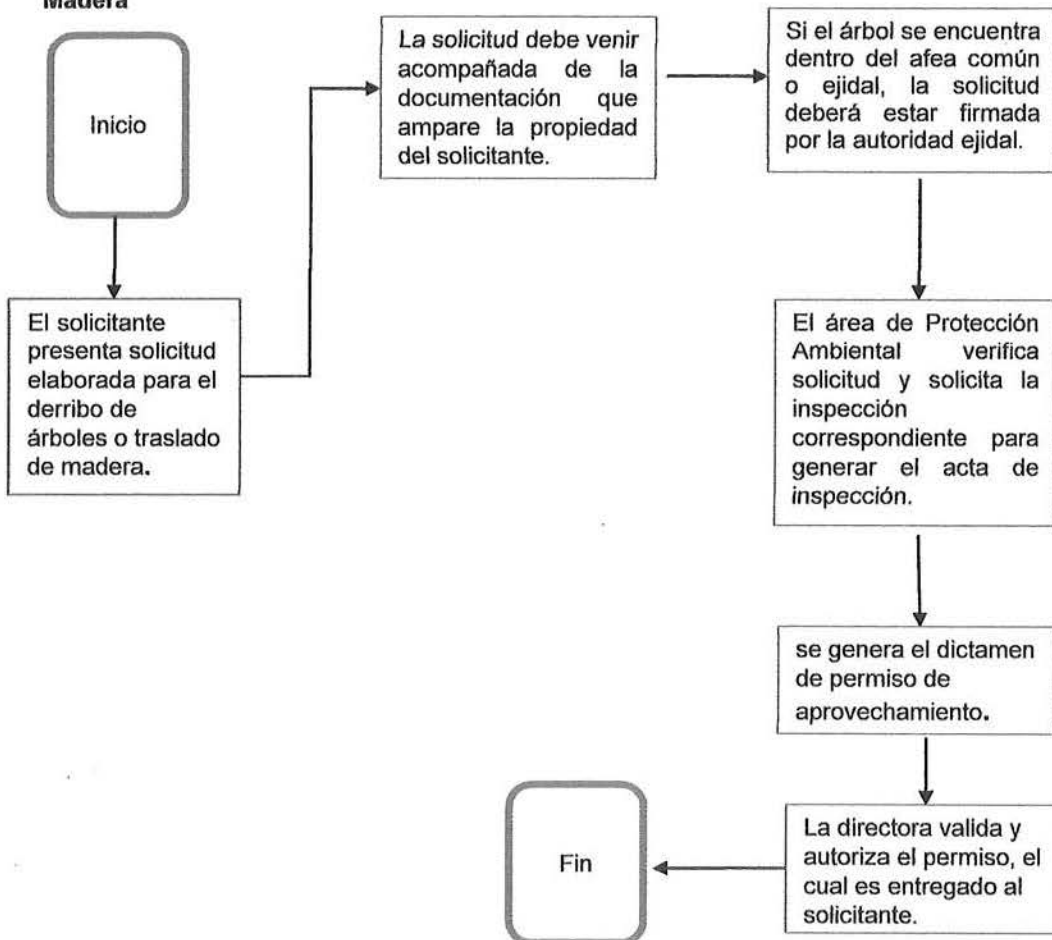 Madera
Inicio
El solicitante
presenta solicitud
elaborada para el
derribo de
árboles o traslado
de madera.
La solicitud debe venir
acompañada de la
documentación que
ampare la propiedad
del solicitante.
Si el árbol se encuentra
dentro del afea común
o ejidal, la solicitud
deberá estar firmada
por la autoridad ejidal.
El área de Protección
Ambiental verifica
solicitud y solicita la
inspección
correspondiente para
generar el acta de
inspección.
se genera el dictamen
de permiso de
aprovechamiento.
La directora valida y
autoriza el permiso, el
cual es entregado al
solicitante.
Fin